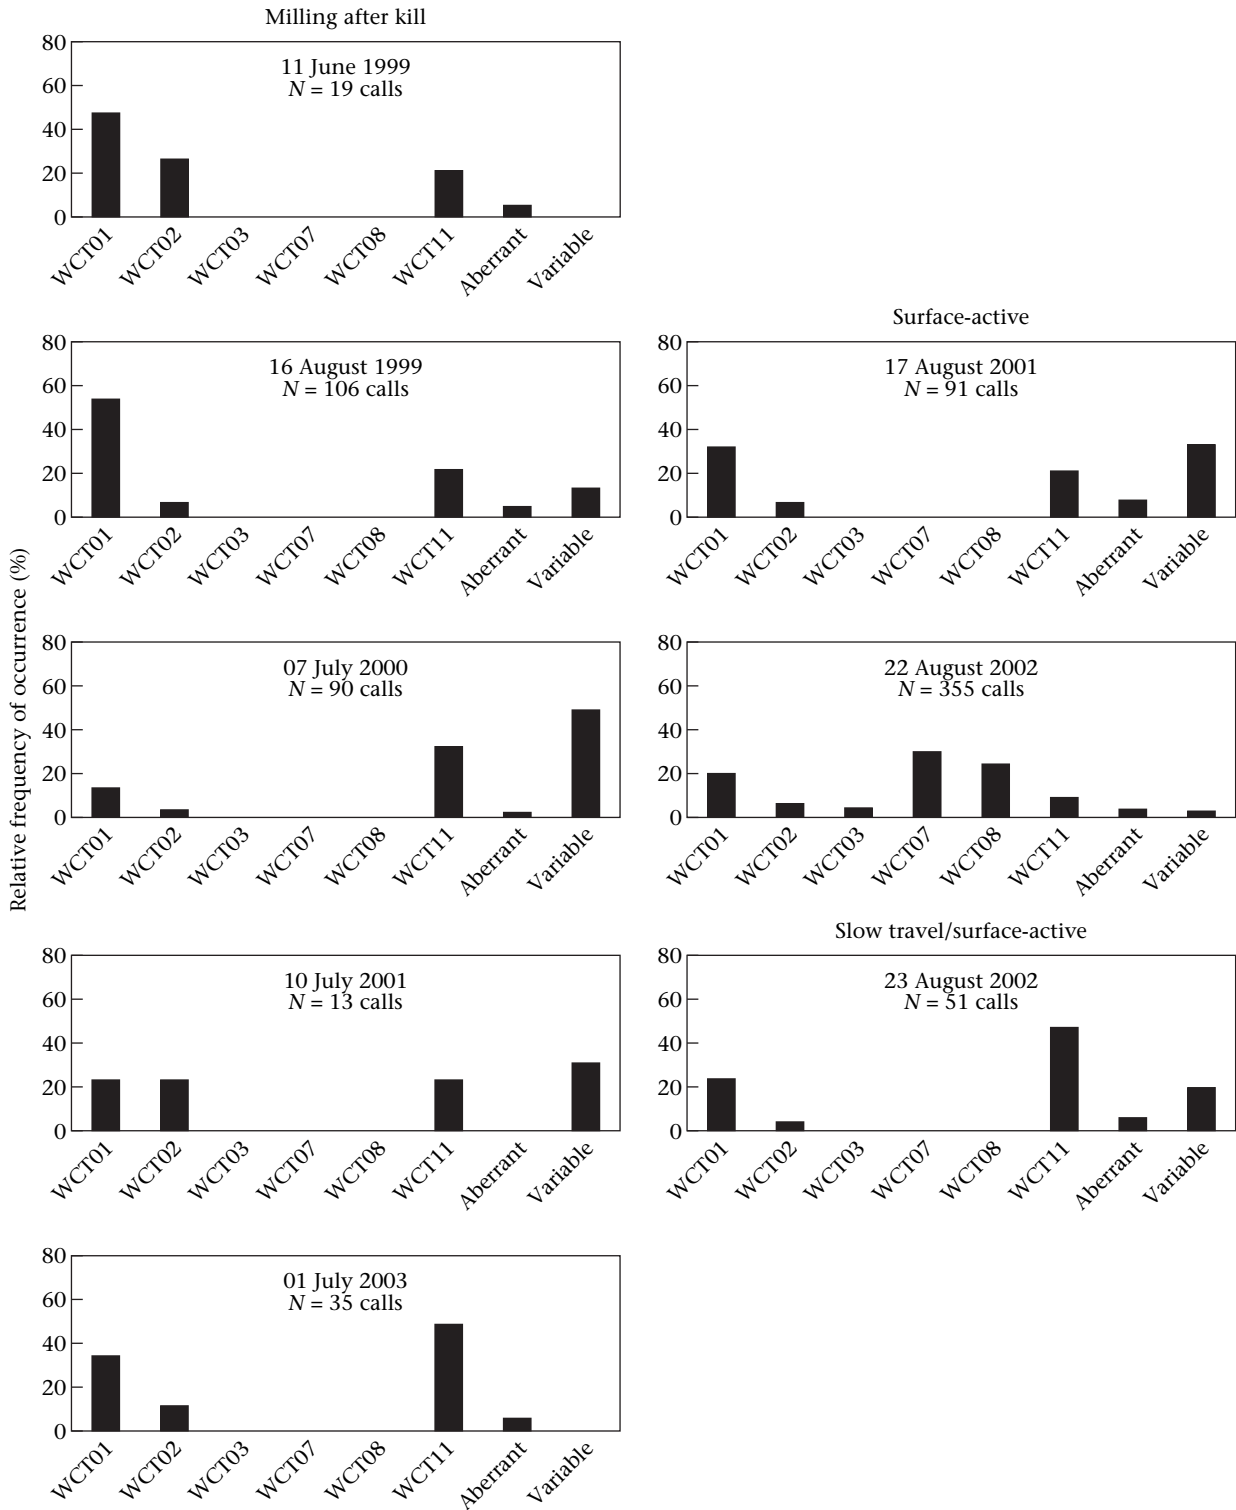 Milling after kill
Relative frequency of occurrence (%)
80
60
40
20
0
11 June 1999
N = 19 calls
WCT01
WCT02
WCT03
WCT07
WCT08
WCT11
Aberrant
Variable
80
60
40
20
0
16 August 1999
N = 106 calls
WCT01
WCT02
WCT03
WCT07
WCT08
WCT11
Aberrant
Variable
80
60
40
20
0
07 July 2000
N = 90 calls
WCT01
WCT02
WCT03
WCT07
WCT08
WCT11
Aberrant
Variable
80
60
40
20
0
10 July 2001
N = 13 calls
WCT01
WCT02
WCT03
WCT07
WCT08
WCT11
Aberrant
Variable
80
60
40
20
0
01 July 2003
N = 35 calls
WCT01
WCT02
WCT03
WCT07
WCT08
WCT11
Aberrant
Variable
Surface-active
80
60
40
20
0
17 August 2001
N = 91 calls
WCT01
WCT02
WCT03
WCT07
WCT08
WCT11
Aberrant
Variable
80
60
40
20
0
22 August 2002
N = 355 calls
WCT01
WCT02
WCT03
WCT07
WCT08
WCT11
Aberrant
Variable
Slow travel/surface-active
80
60
40
20
0
23 August 2002
N = 51 calls
WCT01
WCT02
WCT03
WCT07
WCT08
WCT11
Aberrant
Variable